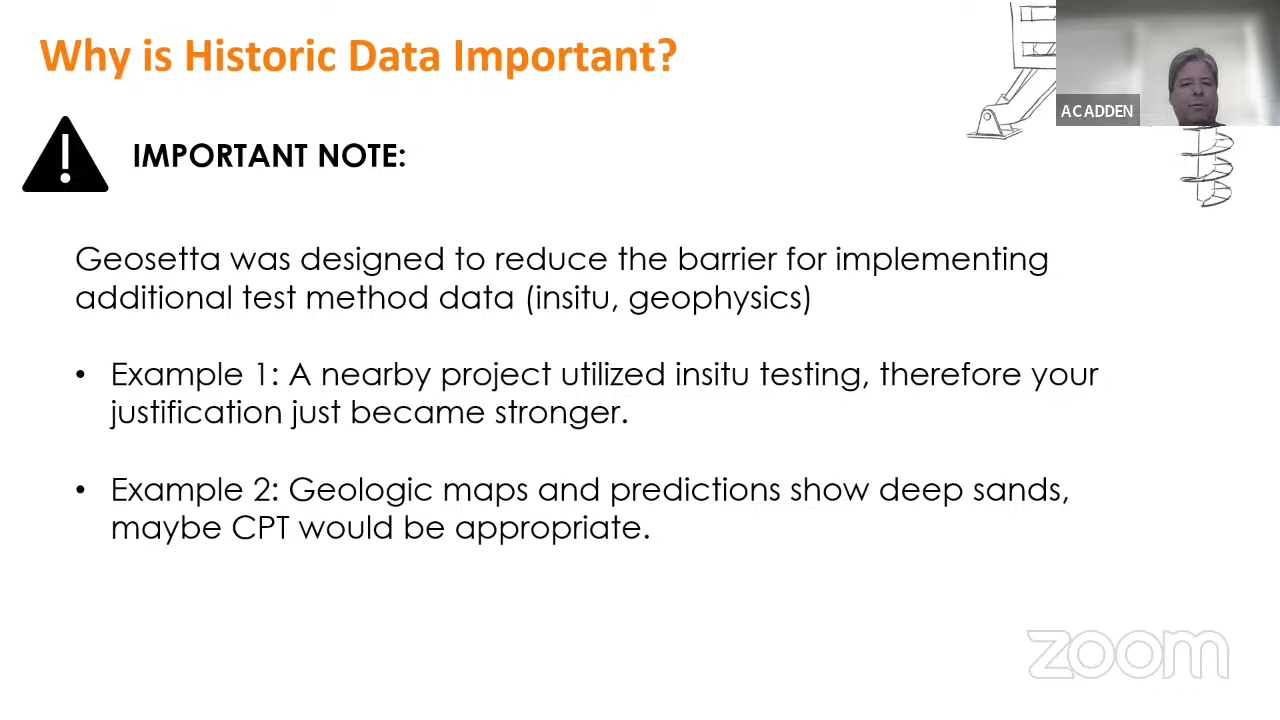 Why is Historic Data Important?
AC ADDEN
IMPORTANT NOTE:
Geosetta was designed to reduce the barrier for implementing
additional test method data (insitu, geophysics)
• Example 1: A nearby project utilized insitu testing, therefore your
justification just became stronger.
• Example 2: Geologic maps and predictions show deep sands,
maybe CPT would be appropriate.
zoom